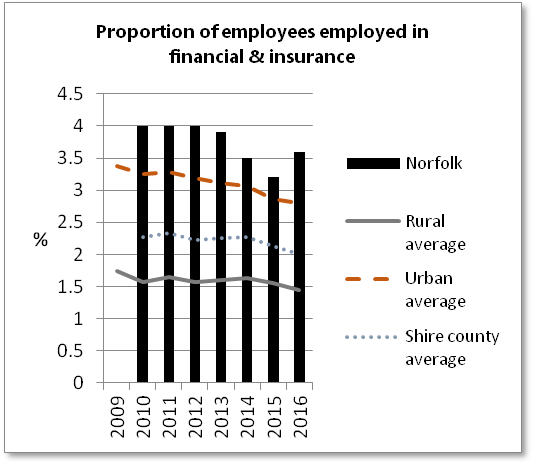 Proportion of employees employed in
financial & insurance
4.5
4
3.5
3
2.5
2
1.5
1
0.5
0
%
2009
2010
2011
2012
2013
2014
2015
2016
Norfolk
Rural
average
Urban
average
Shire county
average